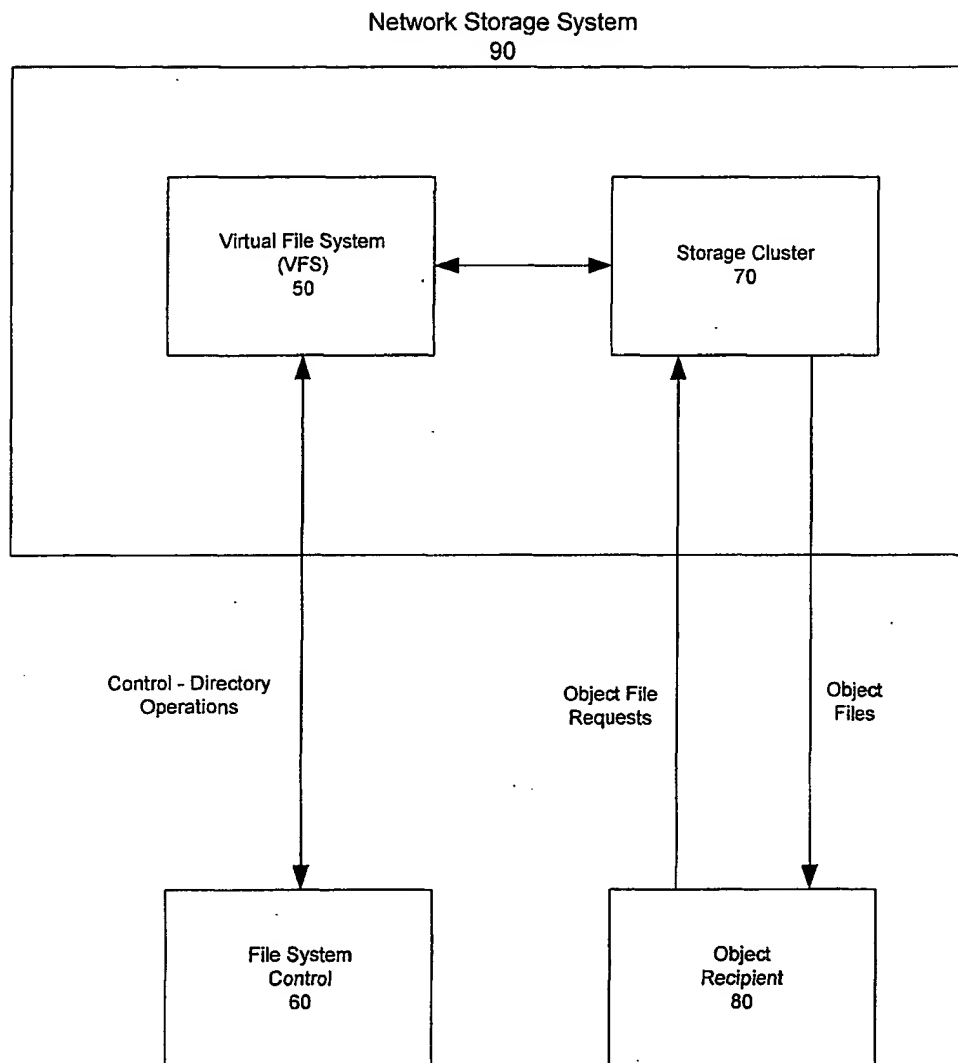 Network Storage System
90
Virtual File System
(VFS)
50
Storage Cluster
70
Control - Directory
Operations
Object File
Requests
Object
Files
File System
Control
60
Object
Recipient
80